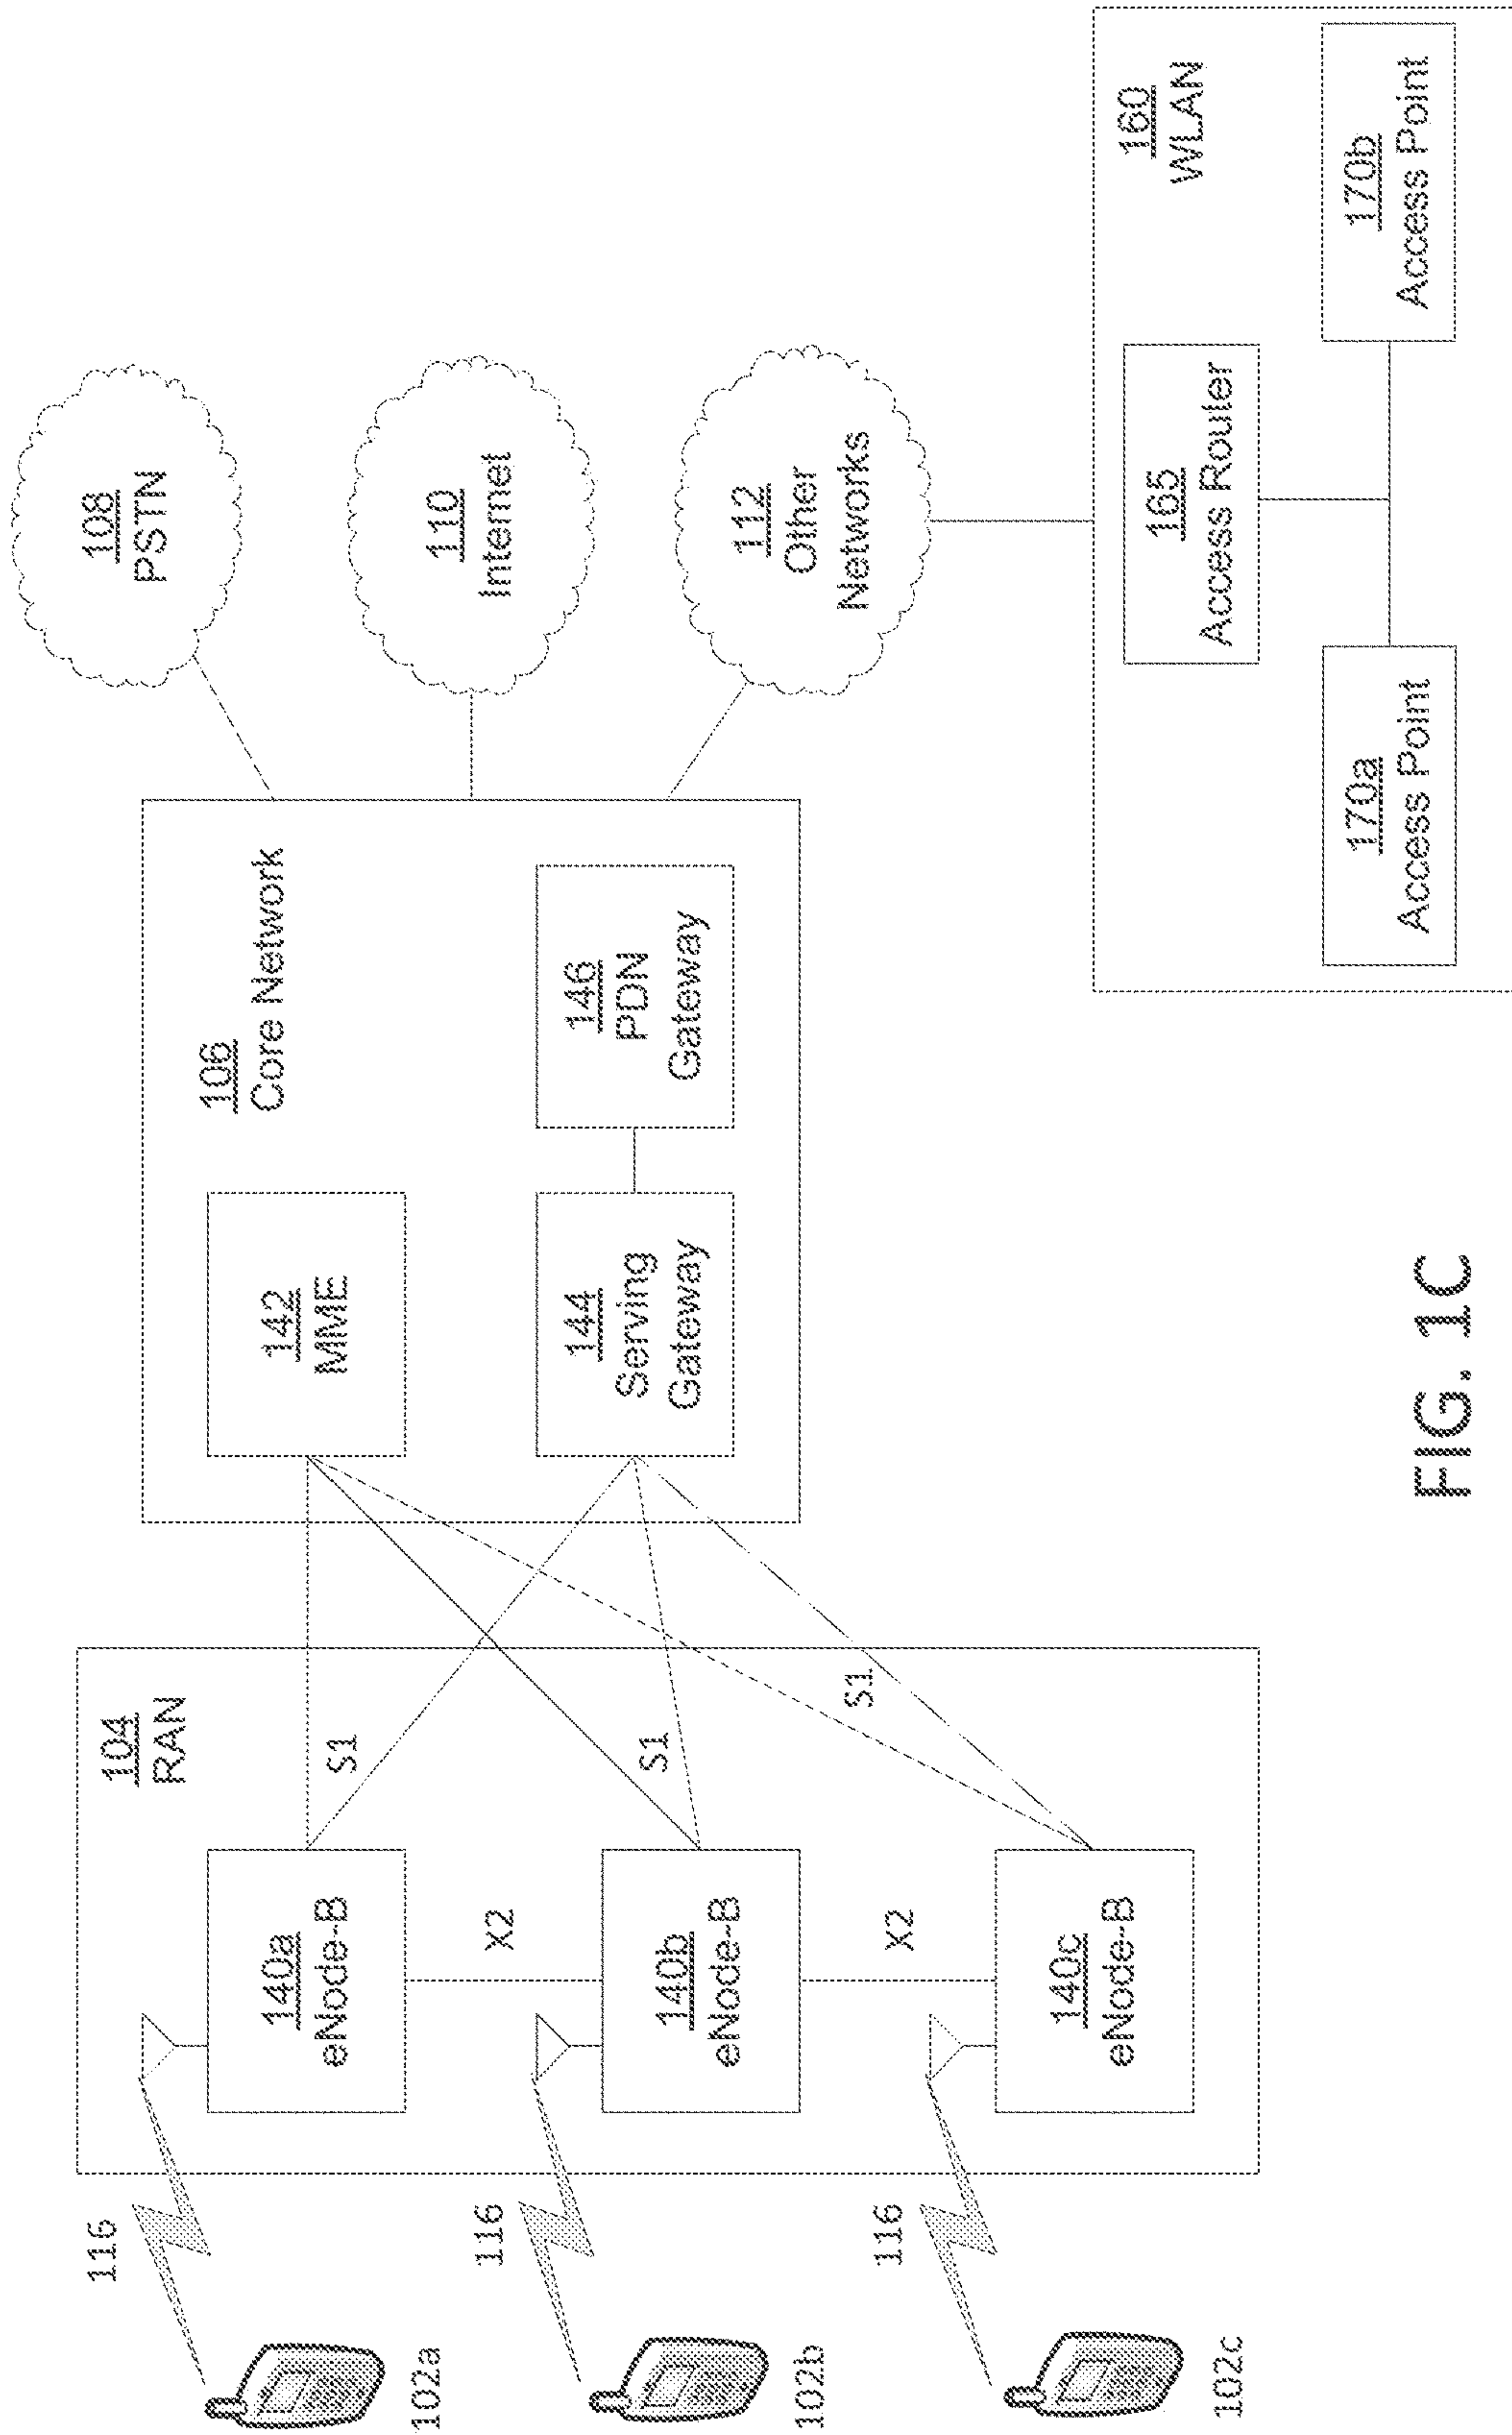 116
102a
116
102b
116
102c
104
RAN
140a
eNode-B
X2
140b
eNode-B
X2
140c
eNode-B
S1
S1
S1
106
Core Network
142
MME
144
Serving
Gateway
146
PDN
Gateway
108
PSTN
110
Internet
112
Other
Networks
160
WLAN
165
Access Router
170a
Access Point
170b
Access Point
FIG. 1C